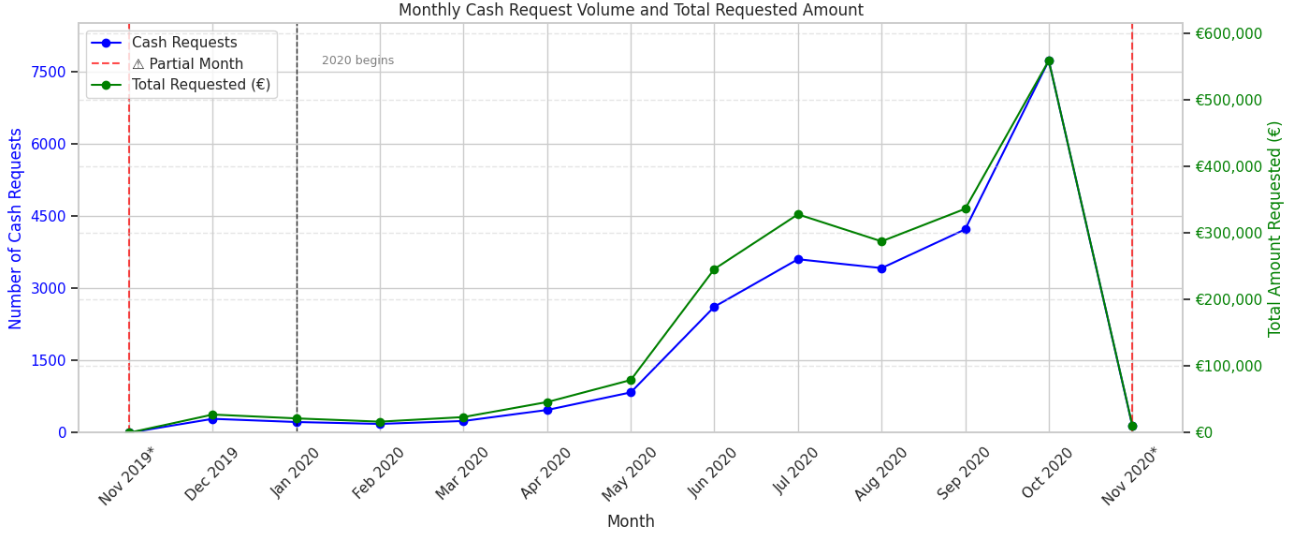 Monthly Cash Request Volume and Total Requested Amount
Cash Requests
⚠ Partial Month
Total Requested (€)
2020 begins
Number of Cash Requests
7500
6000
4500
3000
1500
0
€600,000
€500,000
€400,000
€300,000
€200,000
€100,000
€0
Total Amount Requested (€)
Nov 2019*
Dec 2019
Jan 2020
Feb 2020
Mar 2020
Apr 2020
May 2020
Jun 2020
Jul 2020
Aug 2020
Sep 2020
Oct 2020
Nov 2020*
Month